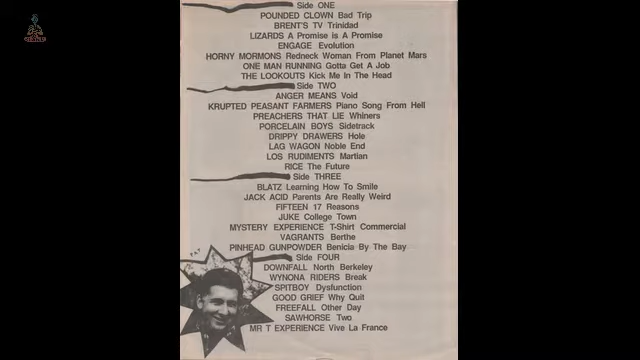 Side ONE
POUNDED CLOWN Bad Trip
BRENT'S TV Trinidad
LIZARDS A Promise is A Promise
ENGAGE Evolution
HORNY MORMONS Redneck Woman From Planet Mars
ONE MAN RUNNING Gotta Get A Job
THE LOOKOUTS Kick Me In The Head
Side TWO
ANGER MEANS Void
KRUPTED PEASANT FARMERS Piano Song From Hell
PREACHERS THAT LIE Whiners
PORCELAIN BOYS Sidetrack
DRIPPY DRAWERS Hole
LAG WAGON Noble End
LOS RUDIMENTS Martian
RICE The Future
Side THREE
BLATZ Learning How To Smile
JACK ACID Parents Are Really Weird
FIFTEEN 17 Reasons
JUKE College Town
MYSTERY EXPERIENCE T-Shirt Commercial
VAGRANTS Berthe
PINHEAD GUNPOWDER Benicia By The Bay
Side FOUR
DOWNFALL North Berkeley
WYNONA RIDERS Break
SPITBOY Dysfunction
GOOD GRIEF Why Quit
FREEFALL Other Day
SAWHORSE Two
MR T EXPERIENCE Vive La France